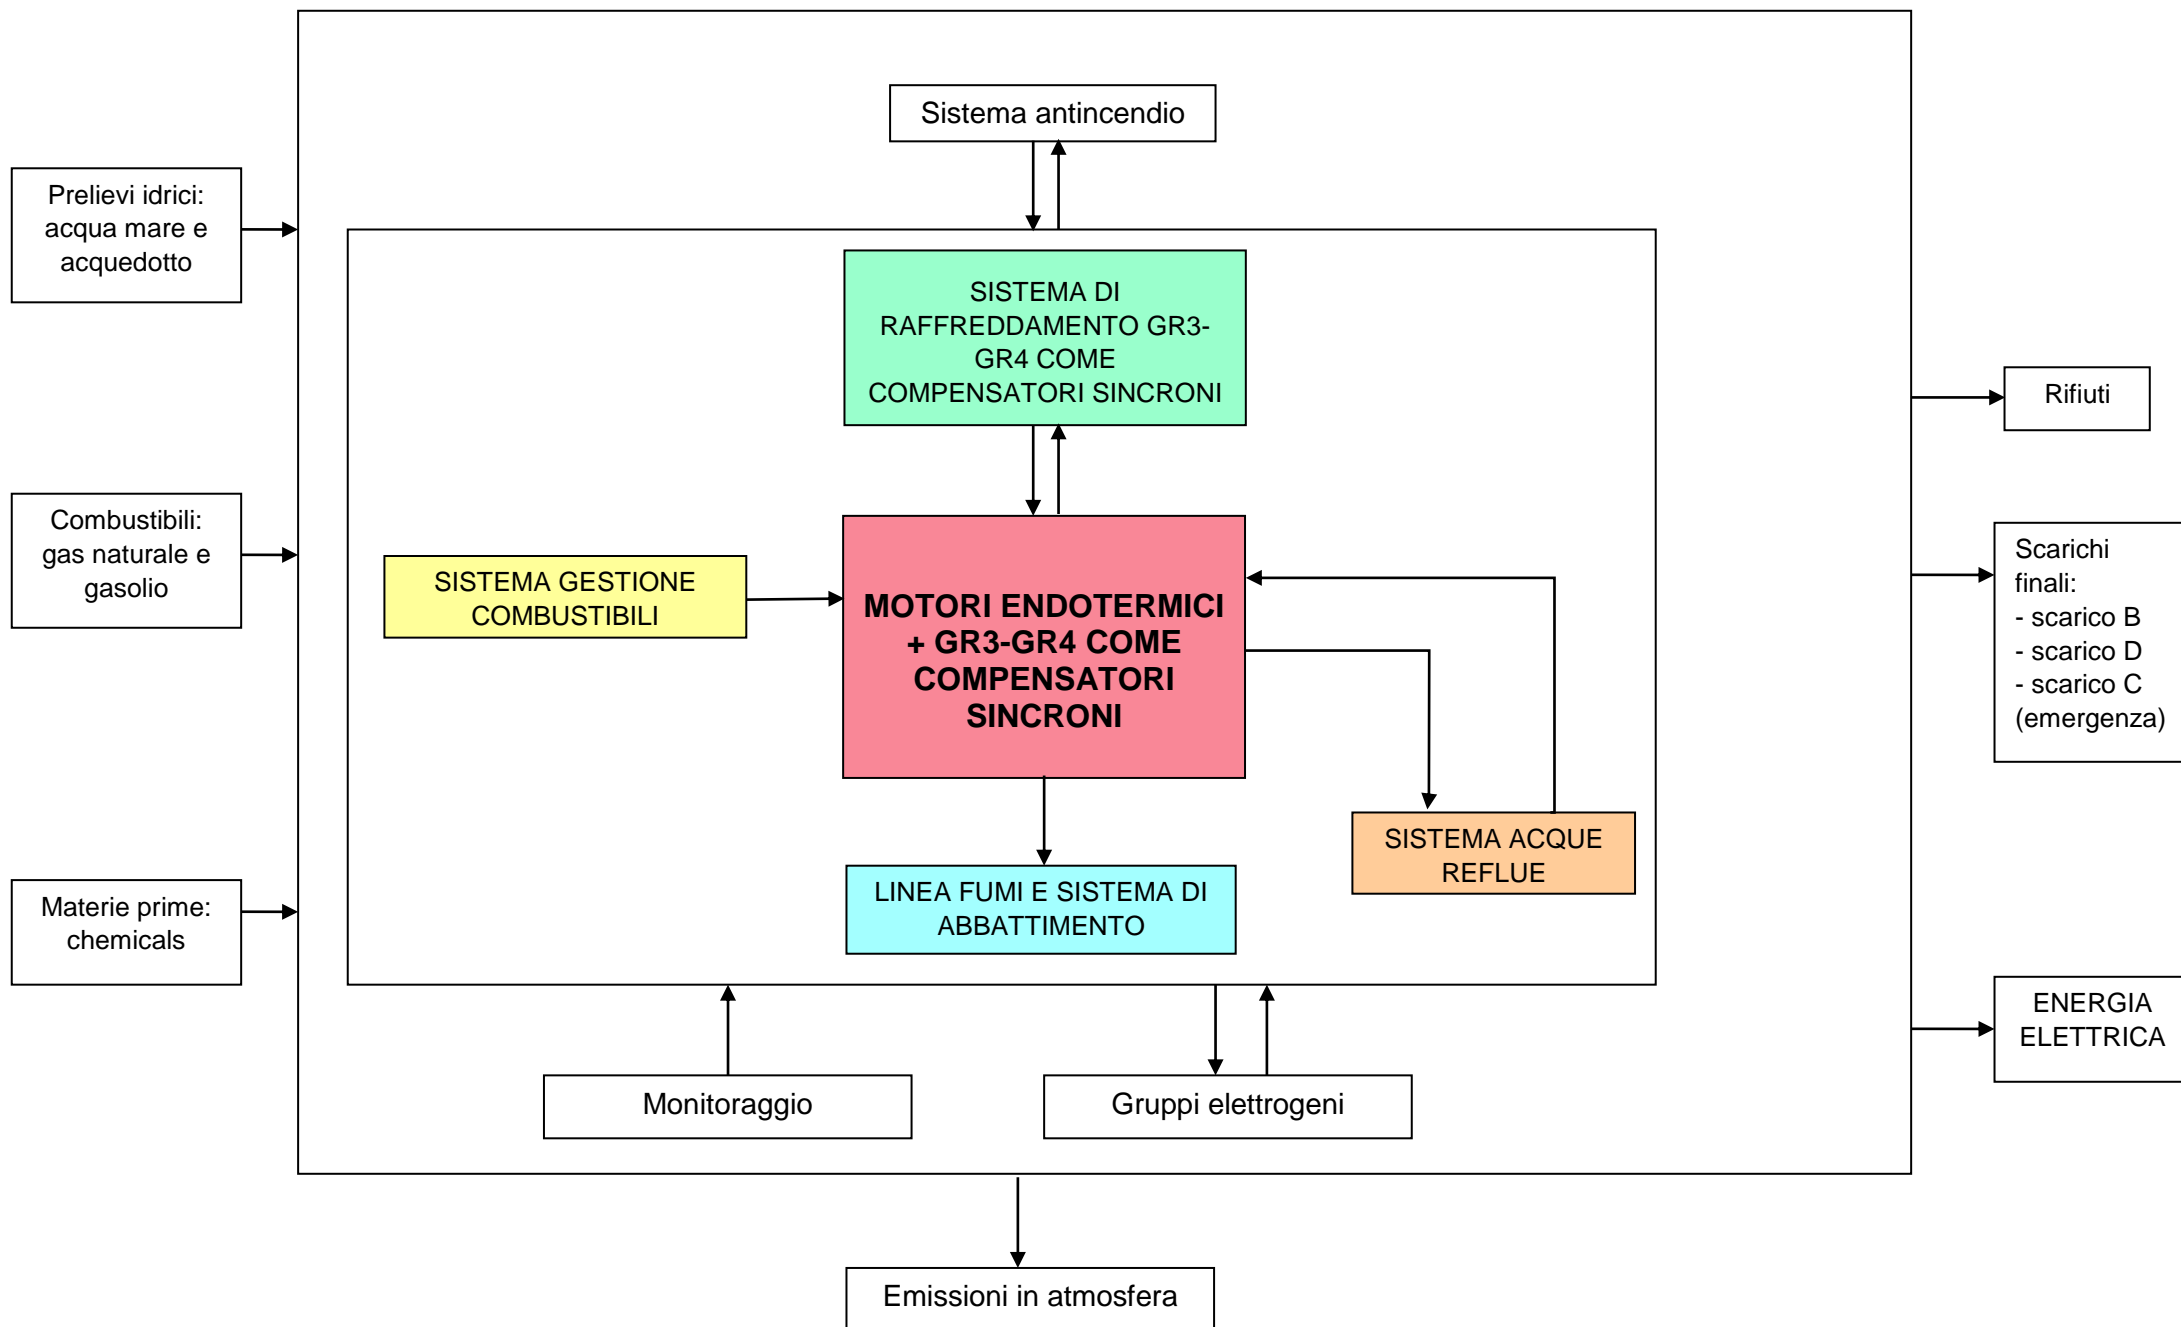 Sistema antincendio
Prelievi idrici:
acqua mare e
acquedotto
SISTEMA DI
RAFFREDDAMENTO GR3-
GR4 COME
COMPENSATORI SINCRONI
Rifiuti
Combustibili:
gas naturale e
gasolio
SISTEMA GESTIONE
COMBUSTIBILI
MOTORI ENDOTERMICI
+ GR3-GR4 COME
COMPENSATORI
SINCRONI
Scarichi
finali:
- scarico B
- scarico D
- scarico C
(emergenza)
SISTEMA ACQUE
REFLUE
Materie prime:
chemicals
LINEA FUMI E SISTEMA DI
ABBATTIMENTO
ENERGIA
ELETTRICA
Monitoraggio
Gruppi elettrogeni
Emissioni in atmosfera